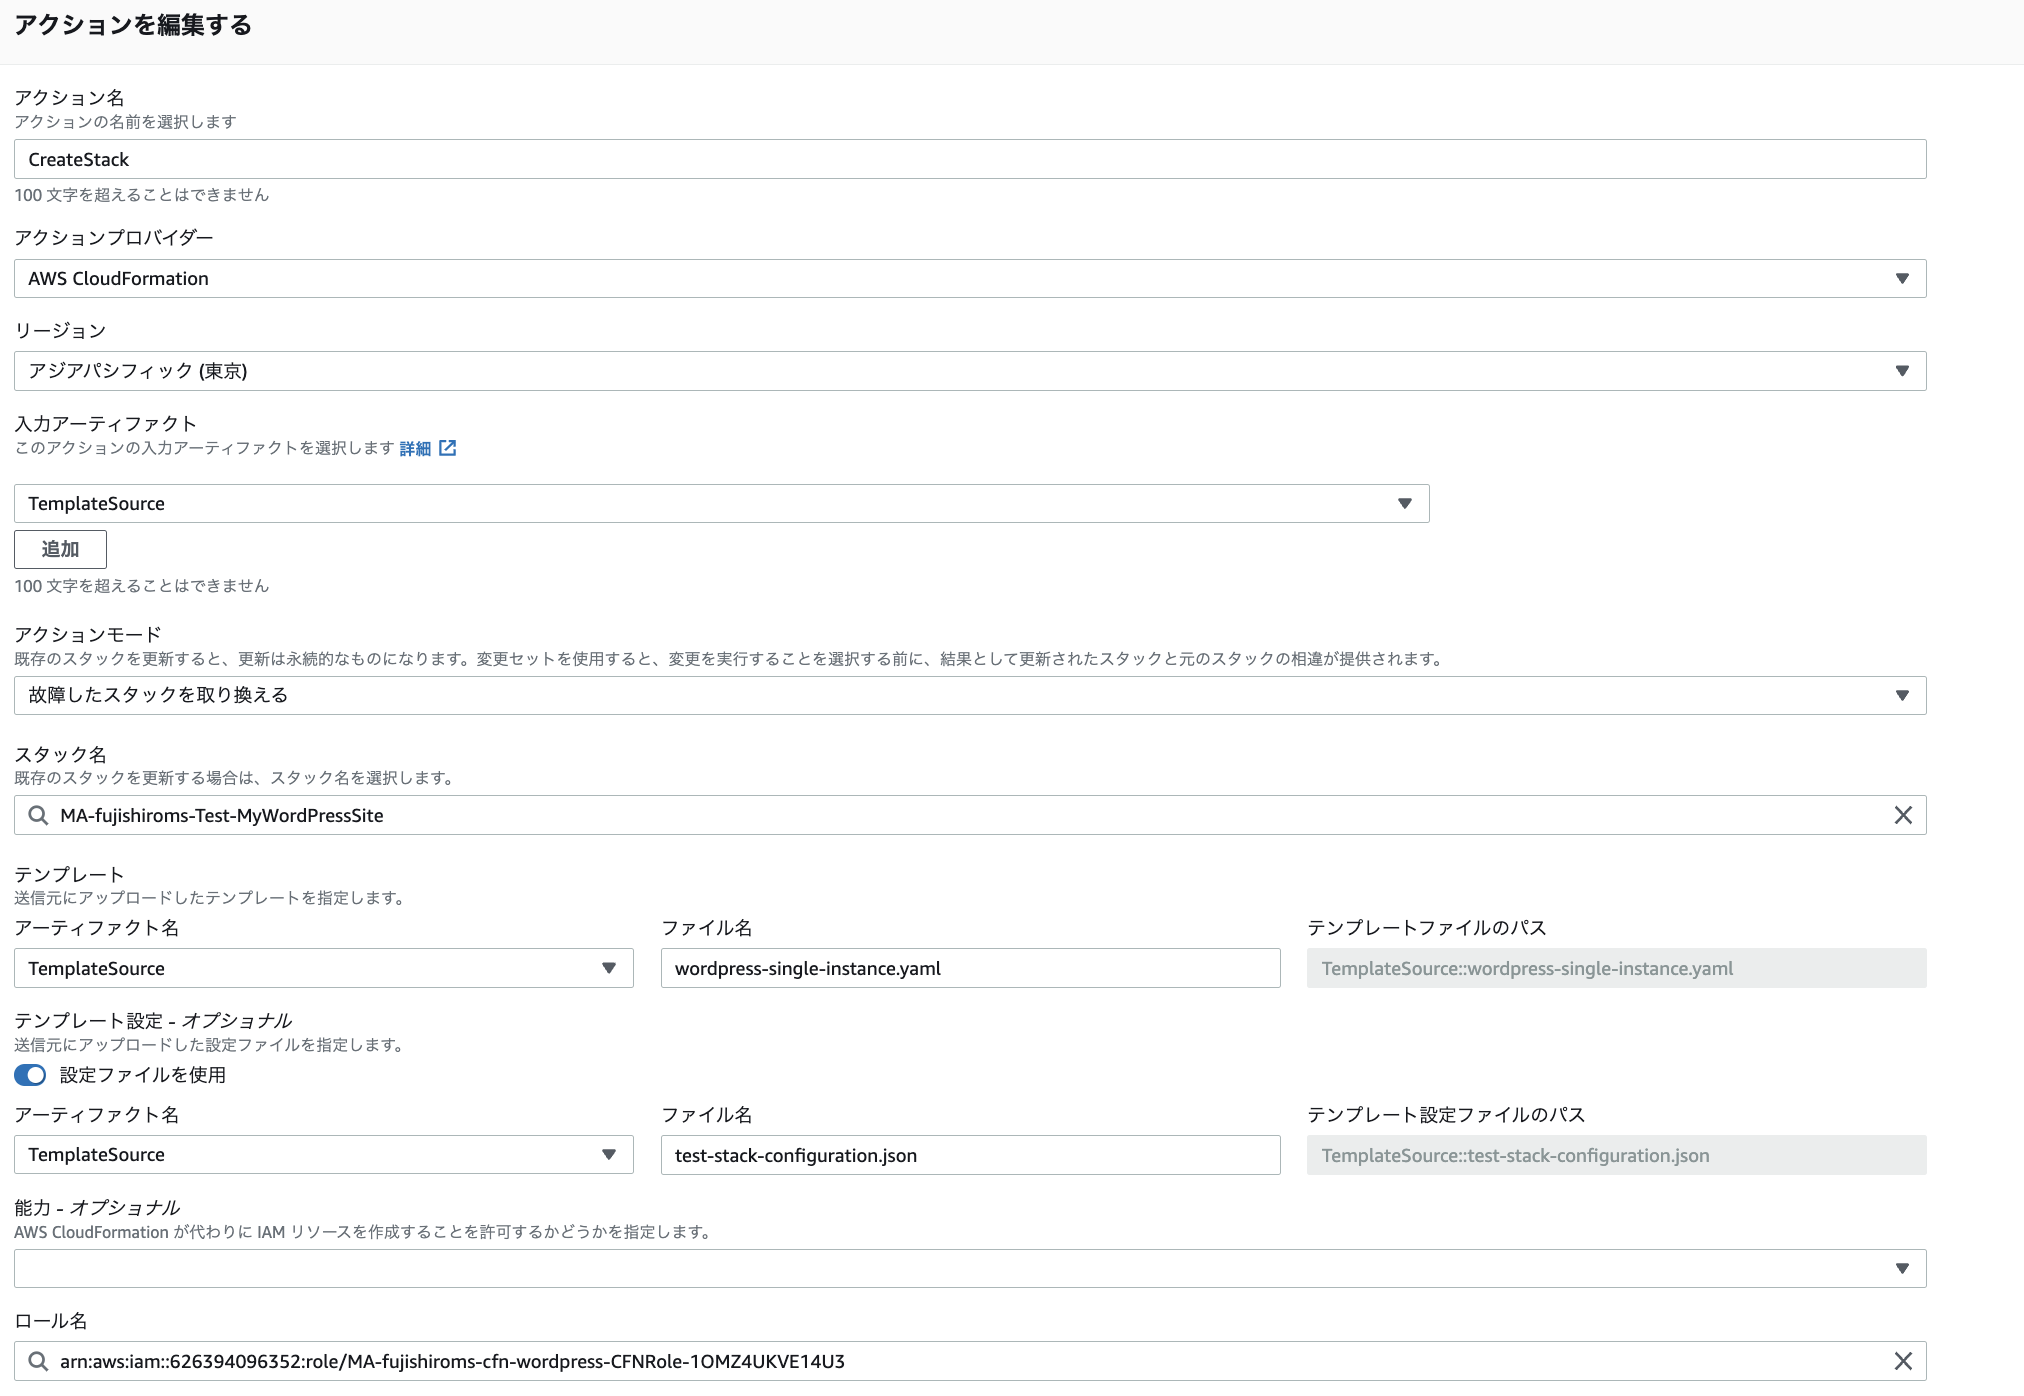 アクションを編集する
アクション名
アクションの名前を選択します
CreateStack
100 文字を超えることはできません
アクションプロバイダー
AWS CloudFormation
リージョン
アジアパシフィック (東京)
入力アーティファクト
このアクションの入力アーティファクトを選択します 詳細
TemplateSource
追加
100 文字を超えることはできません
アクションモード
既存のスタックを更新すると、更新は永続的なものになります。変更セットを使用すると、変更を実行することを選択する前に、結果として更新されたスタックと元のスタックの相違が提供されます。
故障したスタックを取り換える
スタック名
既存のスタックを更新する場合は、スタック名を選択します。
MA-fujishiroms-Test-MyWordPressSite
テンプレート
送信元にアップロードしたテンプレートを指定します。
アーティファクト名 ファイル名 テンプレートファイルのパス
TemplateSource wordpress-single-instance.yaml TemplateSource::wordpress-single-instance.yaml
テンプレート設定 - オプショナル
送信元にアップロードした設定ファイルを指定します。
設定ファイルを使用
アーティファクト名 ファイル名 テンプレート設定ファイルのパス
TemplateSource test-stack-configuration.json TemplateSource::test-stack-configuration.json
能力 - オプショナル
AWS CloudFormation が代わりに IAM リソースを作成することを許可するかどうかを指定します。
ロール名
arn:aws:iam::626394096352:role/MA-fujishiroms-cfn-wordpress-CFNRole-1OMZ4UKVE14U3